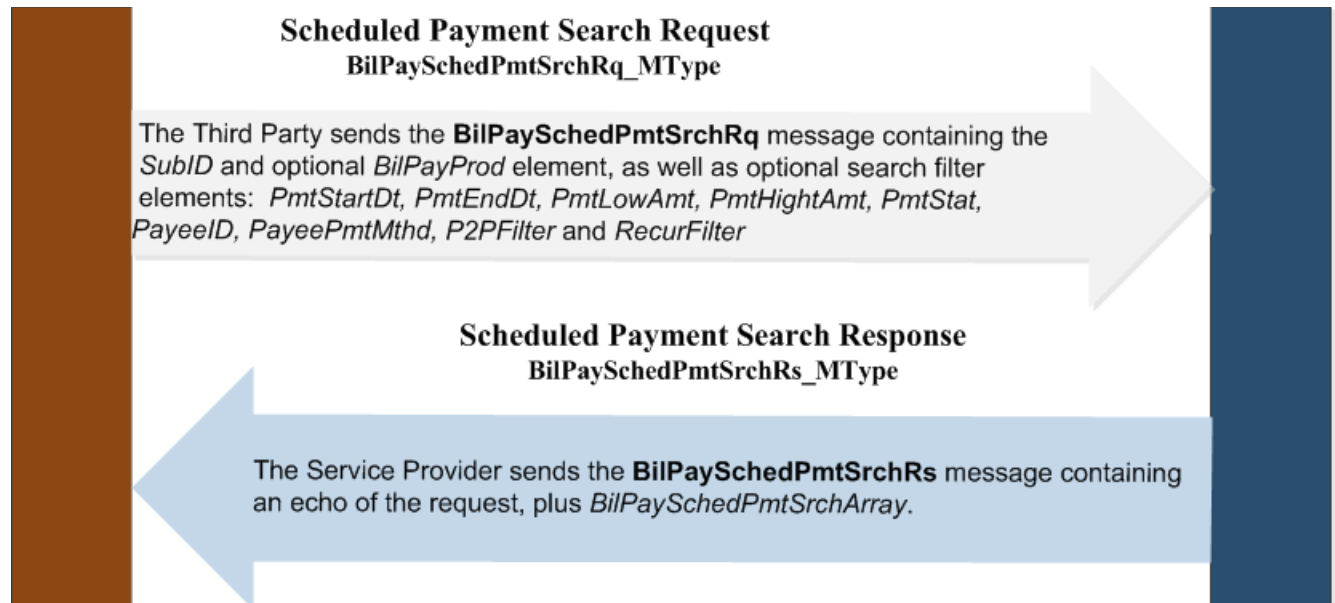 Scheduled Payment Search Request
BilPaySchedPmtSrchRq_MType
The Third Party sends the BilPaySchedPmtSrchRq message containing the
SubID and optional BilPayProd element, as well as optional search filter
elements:  PmtStartDt, PmtEndDt, PmtLowAmt, PmtHightAmt, PmtStat,
PayeeID, PayeePmtMthd, P2PFilter and RecurFilter
Scheduled Payment Search Response
BilPaySchedPmtSrchRs_MType
The Service Provider sends the BilPaySchedPmtSrchRs message containing
an echo of the request, plus BilPaySchedPmtSrchArray.